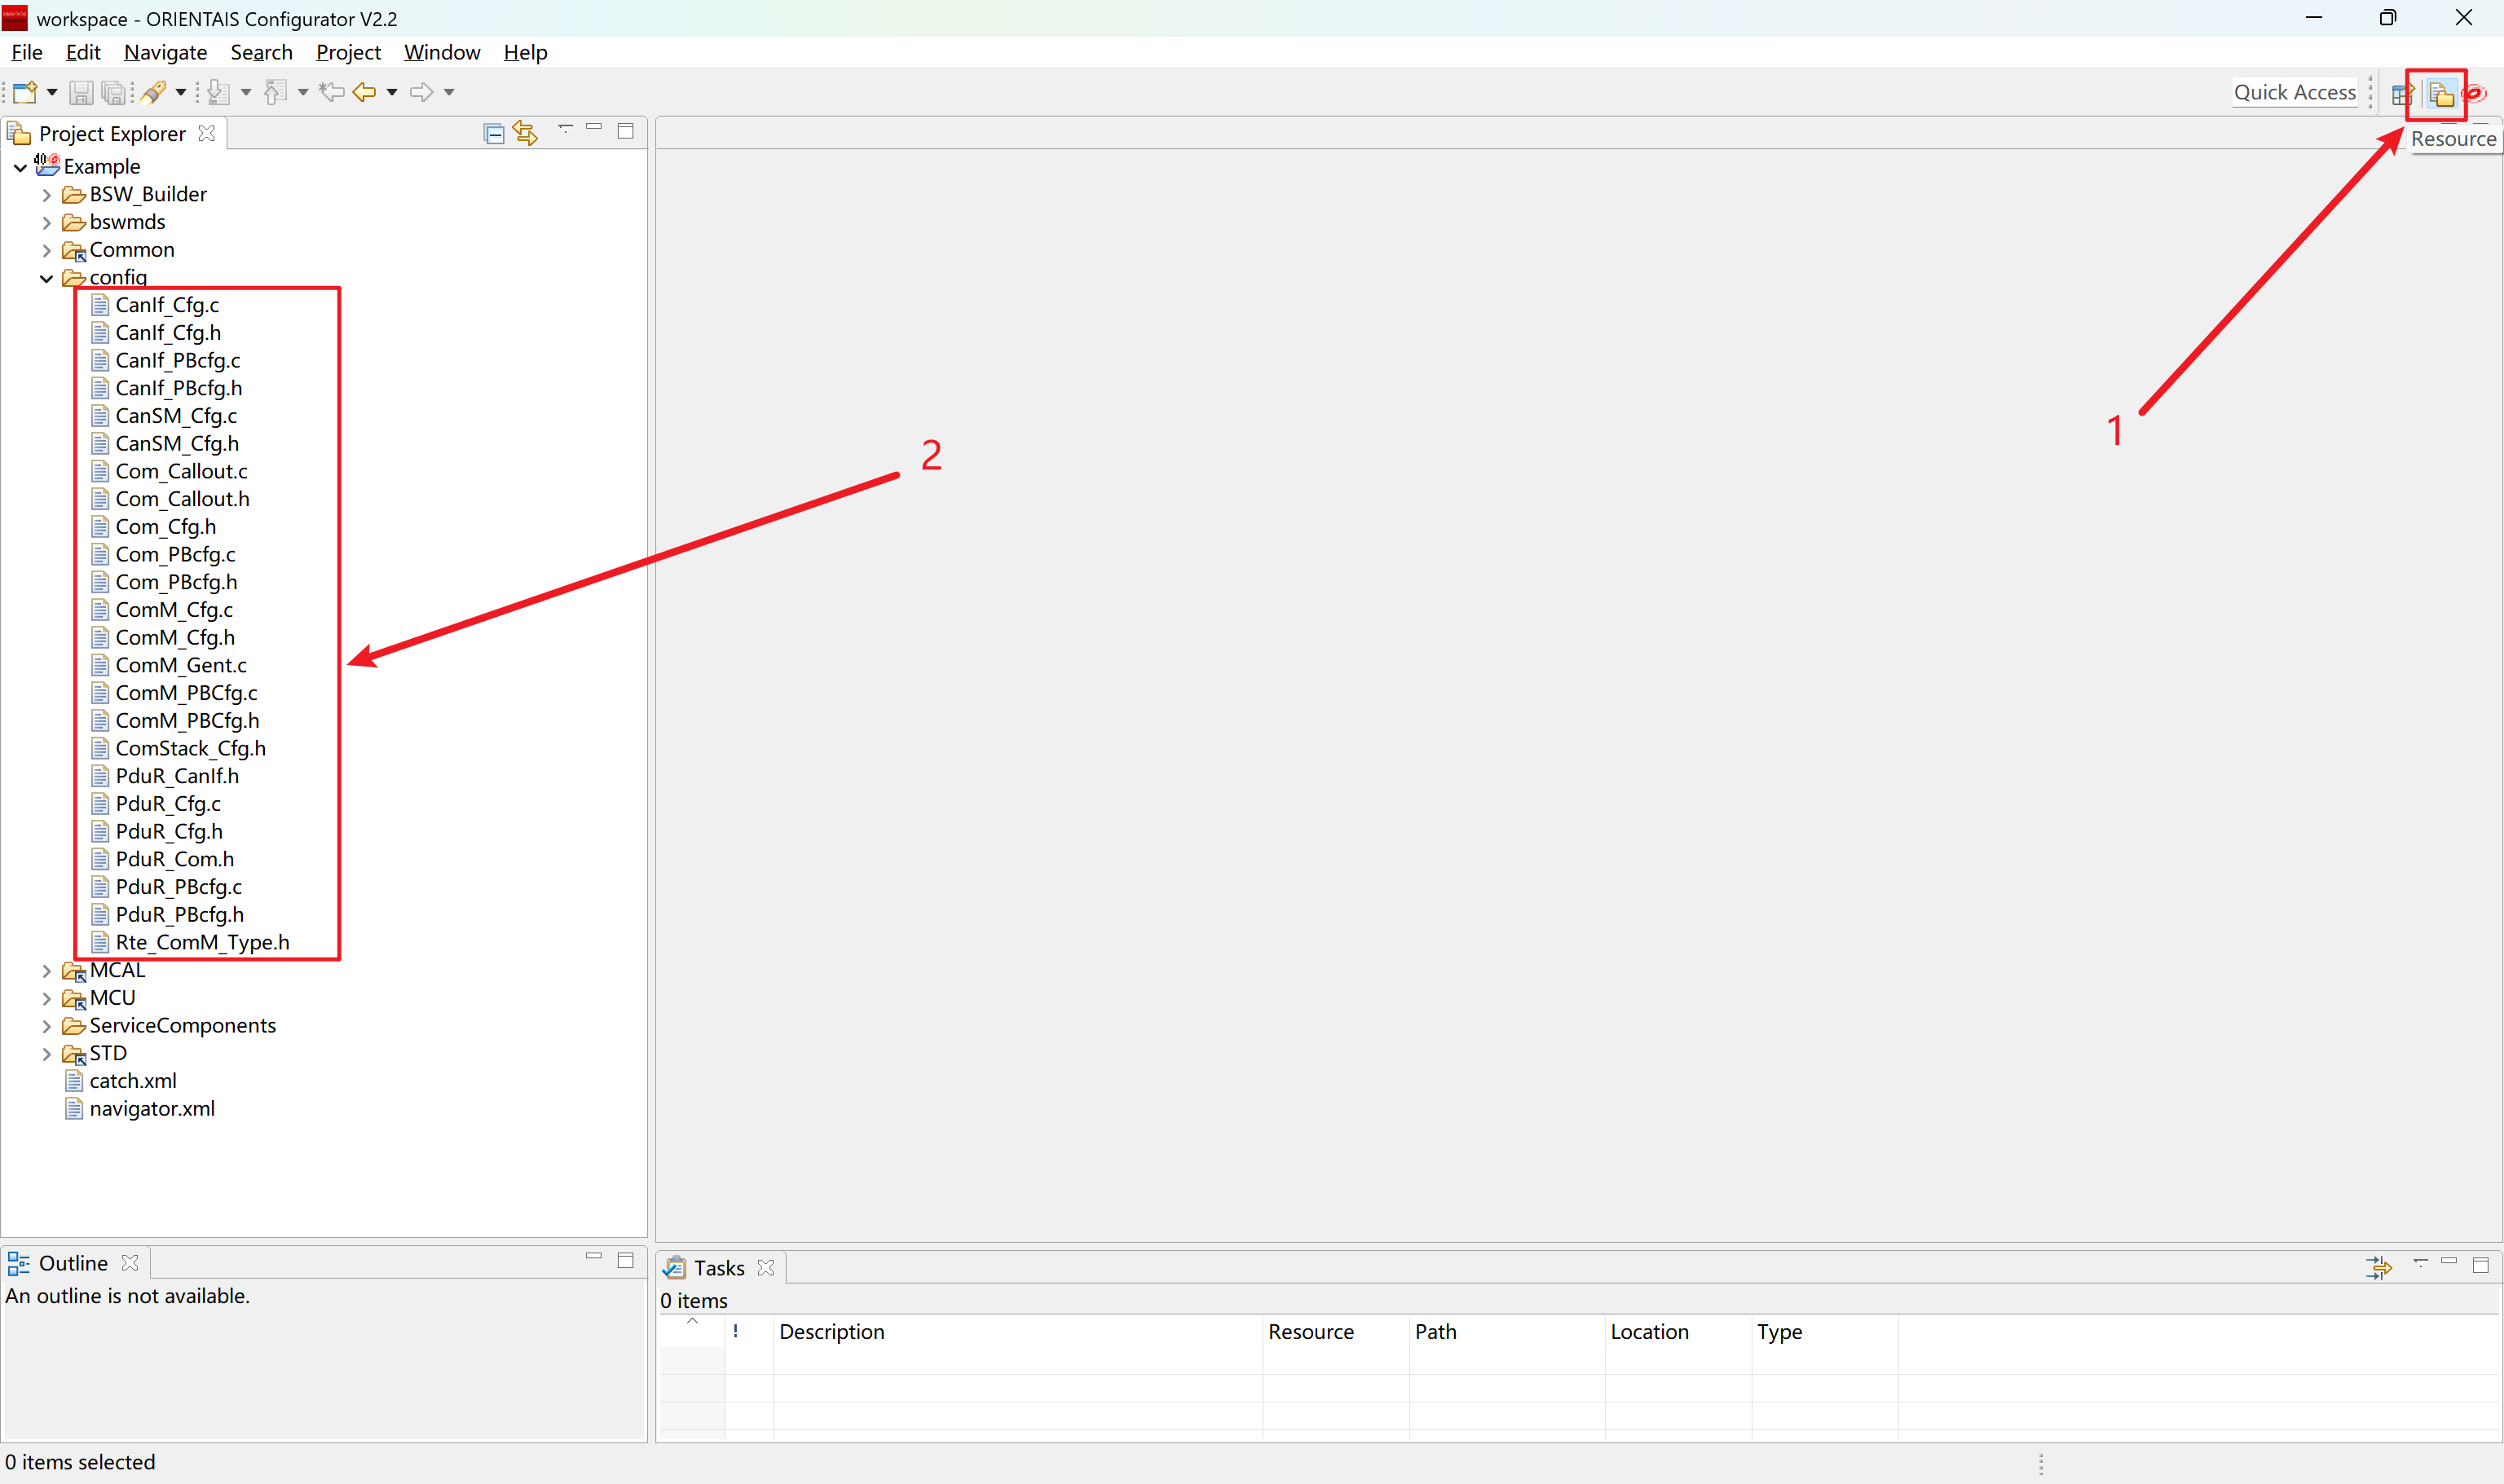 workspace - ORIENTAIS Configurator V2.2
File Edit Navigate Search Project Window Help
Quick Access
Resource
Project Explorer
Example
BSW_Builder
bswmds
Common
config
CanIf_Cfg.c
CanIf_Cfg.h
CanIf_PBcfg.c
CanIf_PBcfg.h
CanSM_Cfg.c
CanSM_Cfg.h
Com_Callout.c
Com_Callout.h
Com_Cfg.h
Com_PBcfg.c
Com_PBcfg.h
ComM_Cfg.c
ComM_Cfg.h
ComM_Gent.c
ComM_PBCfg.c
ComM_PBCfg.h
ComStack_Cfg.h
PduR_CanIf.h
PduR_Cfg.c
PduR_Cfg.h
PduR_Com.h
PduR_PBcfg.c
PduR_PBcfg.h
Rte_ComM_Type.h
MCAL
MCU
ServiceComponents
STD
catch.xml
navigator.xml
1
2
Outline
An outline is not available.
Tasks
0 items
! Description Resource Path Location Type
0 items selected